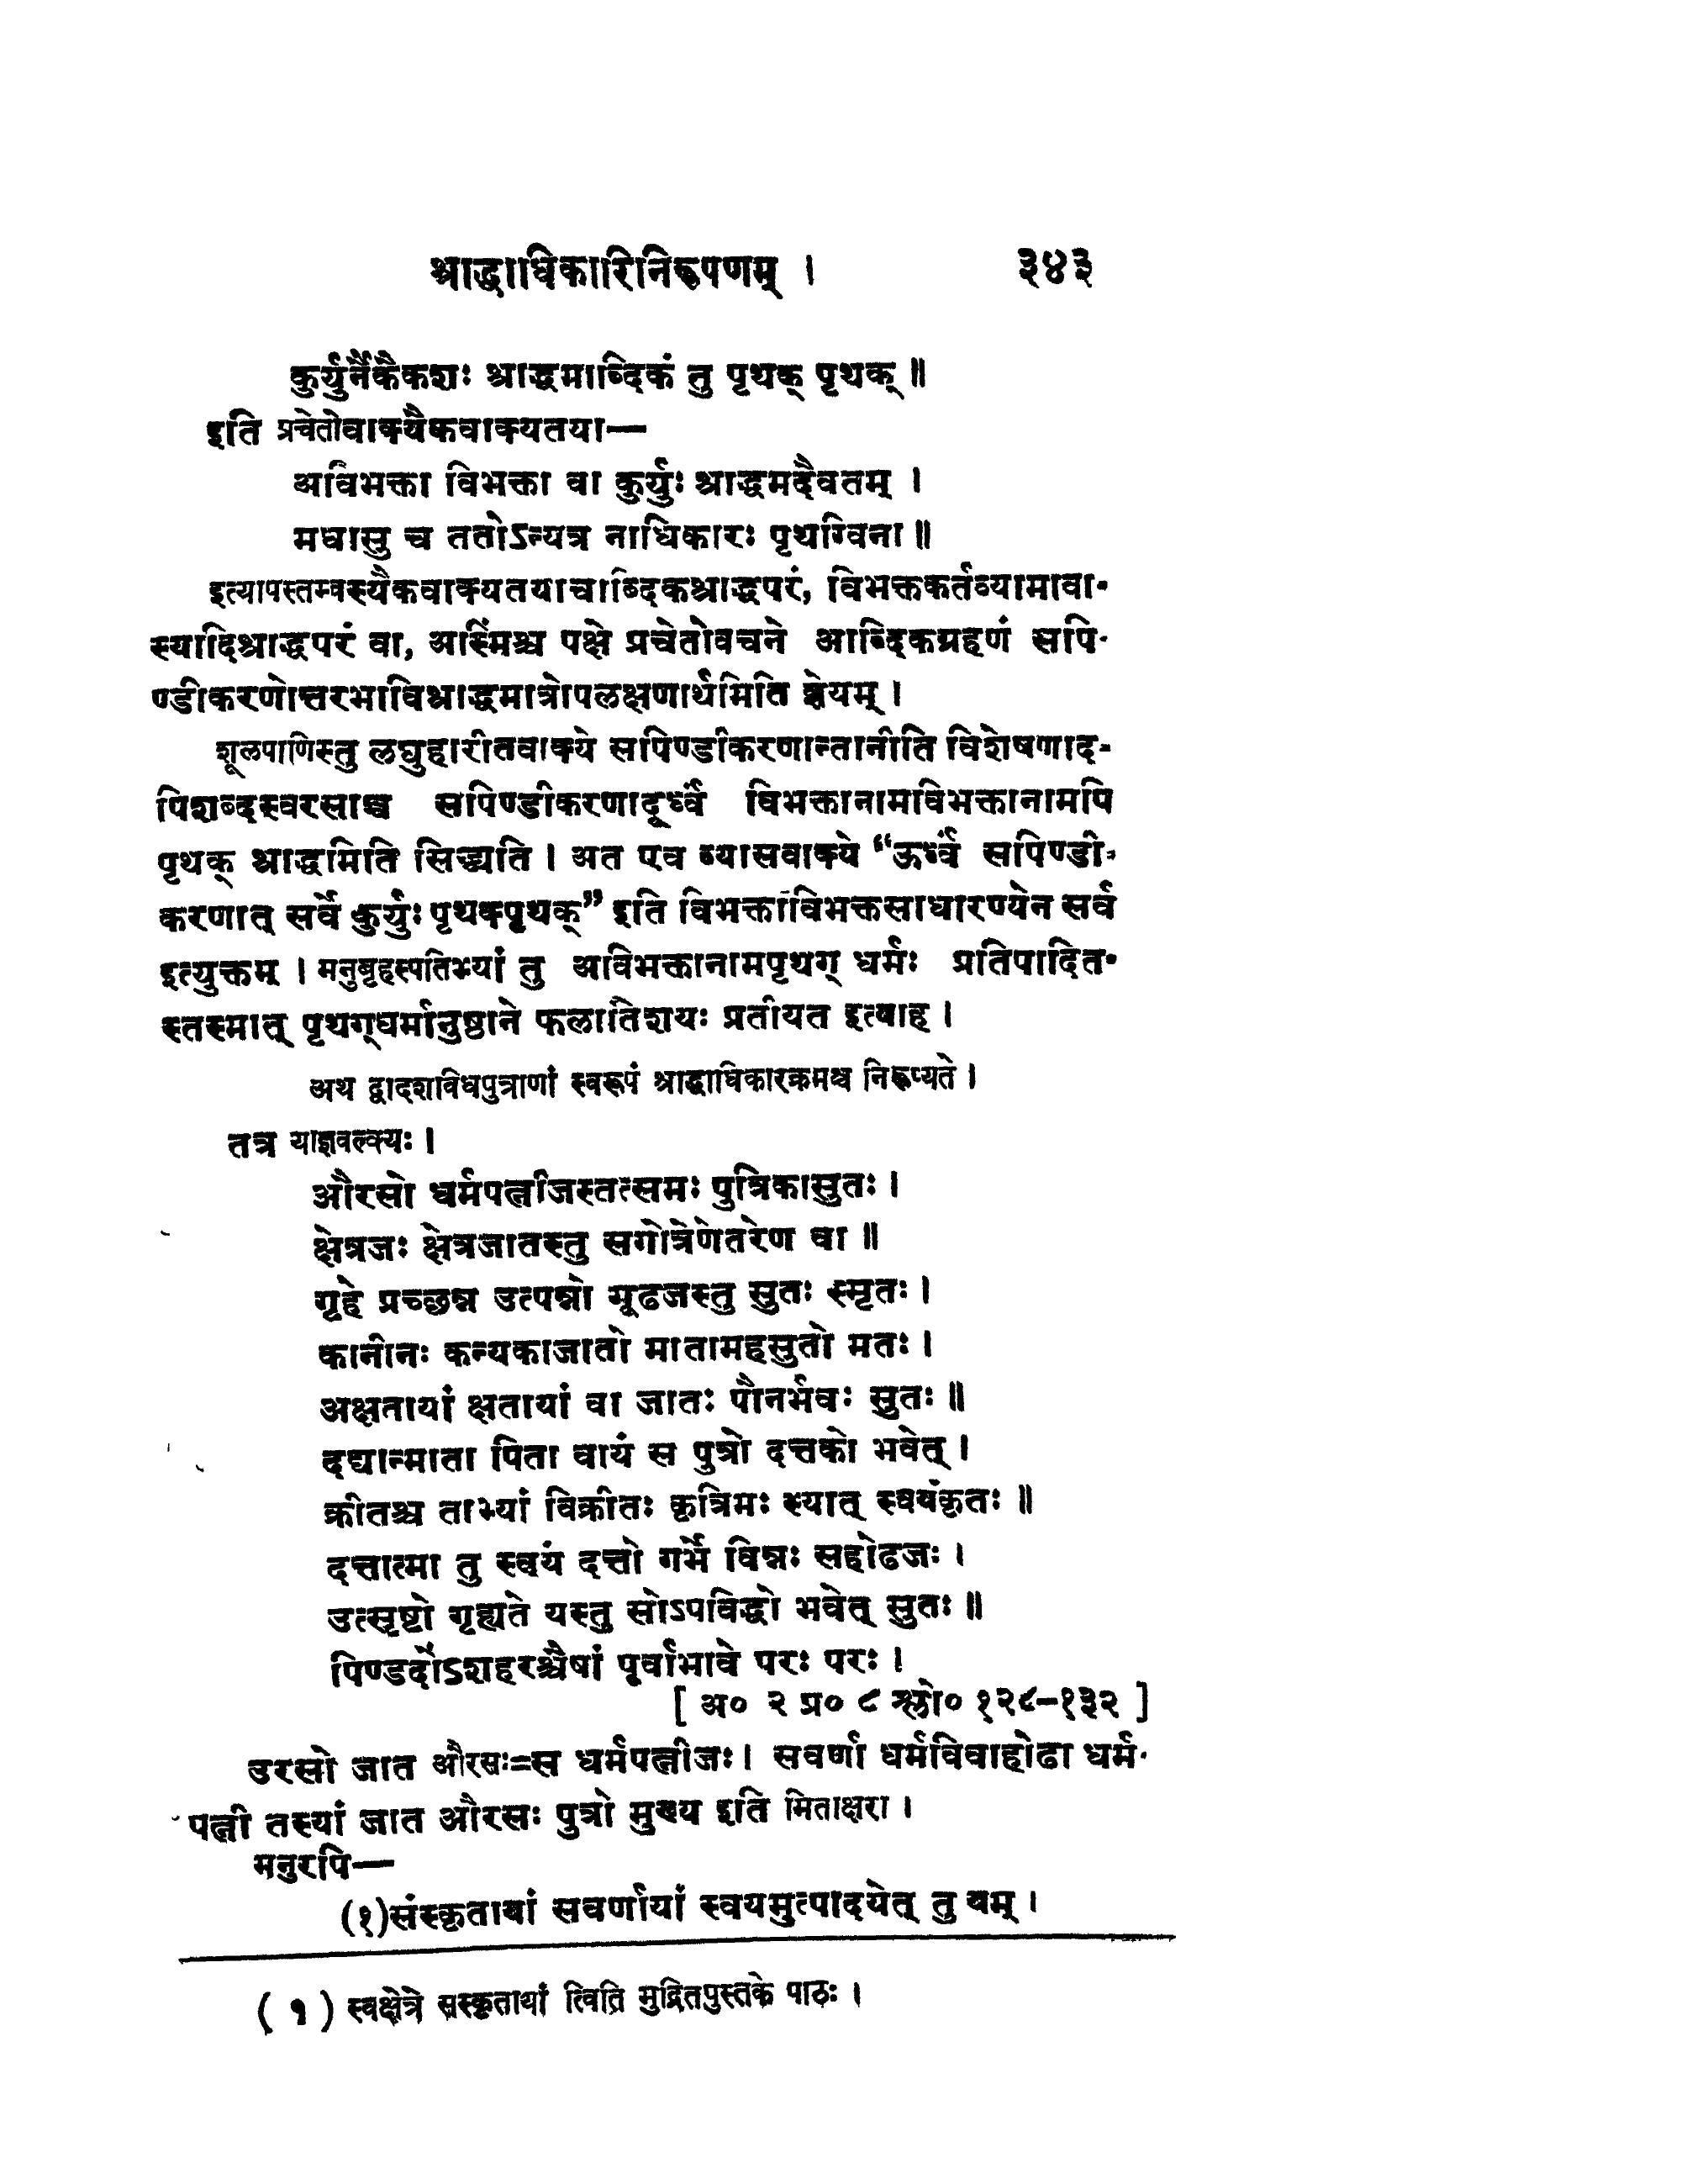 श्राद्धाधिकारिनिरूपणम् । ३४३
कुर्युर्नैकैकशः श्राद्धमाब्दिकं तु पृथक् पृथक् ॥
इति प्रचेतोवाक्यैकवाक्यतया—
अविभक्ता विभक्ता वा कुर्युः श्राद्धमदैवतम् ।
मघासु च ततोऽन्यत्र नाधिकारः पृथग्विना ॥
इत्यापस्तम्बस्यैकवाक्यतयाचाब्दिकश्राद्धपरं, विभक्तकर्तव्यामावा-
स्यादिश्राद्धपरं वा, अस्मिंश्च पक्षे प्रचेतोवचने आब्दिकग्रहणं सपि-
ण्डीकरणोत्तरभाविश्राद्धमात्रोपलक्षणार्थमिति ज्ञेयम् ।
शूलपाणिस्तु लघुहारीतवाक्ये सपिण्डीकरणान्तानीति विशेषणाद-
पिशब्दस्वरसाच्च सपिण्डीकरणादूर्ध्वं विभक्तानामविभक्तानामपि
पृथक् श्राद्धमिति सिद्ध्यति । अत एव व्यासवाक्ये “ऊर्ध्वं सपिण्डी-
करणात् सर्वे कुर्युः पृथक्पृथक्” इति विभक्ताविभक्तसाधारण्येन सर्व
इत्युक्तम् । मनुबृहस्पतिभ्यां तु अविभक्तानामपृथग् धर्मः प्रतिपादित-
स्तस्मात् पृथग्धर्मानुष्ठाने फलातिशयः प्रतीयत इत्याह ।
अथ द्वादशविधपुत्राणां स्वरूपं श्राद्धाधिकारक्रमश्च निरूप्यते ।
तत्र याज्ञवल्क्यः ।
औरसो धर्मपत्नीजस्तत्समः पुत्रिकासुतः ।
क्षेत्रजः क्षेत्रजातस्तु सगोत्रेणेतरेण वा ॥
गृहे प्रच्छन्न उत्पन्नो गूढजस्तु सुतः स्मृतः ।
कानीनः कन्यकाजातो मातामहसुतो मतः ।
अक्षतायां क्षतायां वा जातः पौनर्भवः सुतः ॥
दद्यान्माता पिता वायं स पुत्रो दत्तको भवेत् ।
क्रीतश्च ताभ्यां विक्रीतः कृत्रिमः स्यात् स्वयंकृतः ॥
दत्तात्मा तु स्वयं दत्तो गर्भे विन्नः सहोढजः ।
उत्सृष्टो गृह्यते यस्तु सोऽपविद्धो भवेत् सुतः ॥
पिण्डदोंऽशहरश्चैषां पूर्वाभावे परः परः ।
[ अ० २ प्र० ८ श्लो० १२८–१३२ ]
उरसो जात औरसः=स धर्मपत्नीजः । सवर्णा धर्मविवाहोढा धर्म-
पत्नी तस्यां जात औरसः पुत्रो मुख्य इति मिताक्षरा ।
मनुरपि—
(१)संस्कृतायां सवर्णायां स्वयमुत्पादयेत् तु यम् ।
( १ ) स्वक्षेत्रे संस्कृतायां त्विति मुद्रितपुस्तके पाठः ।